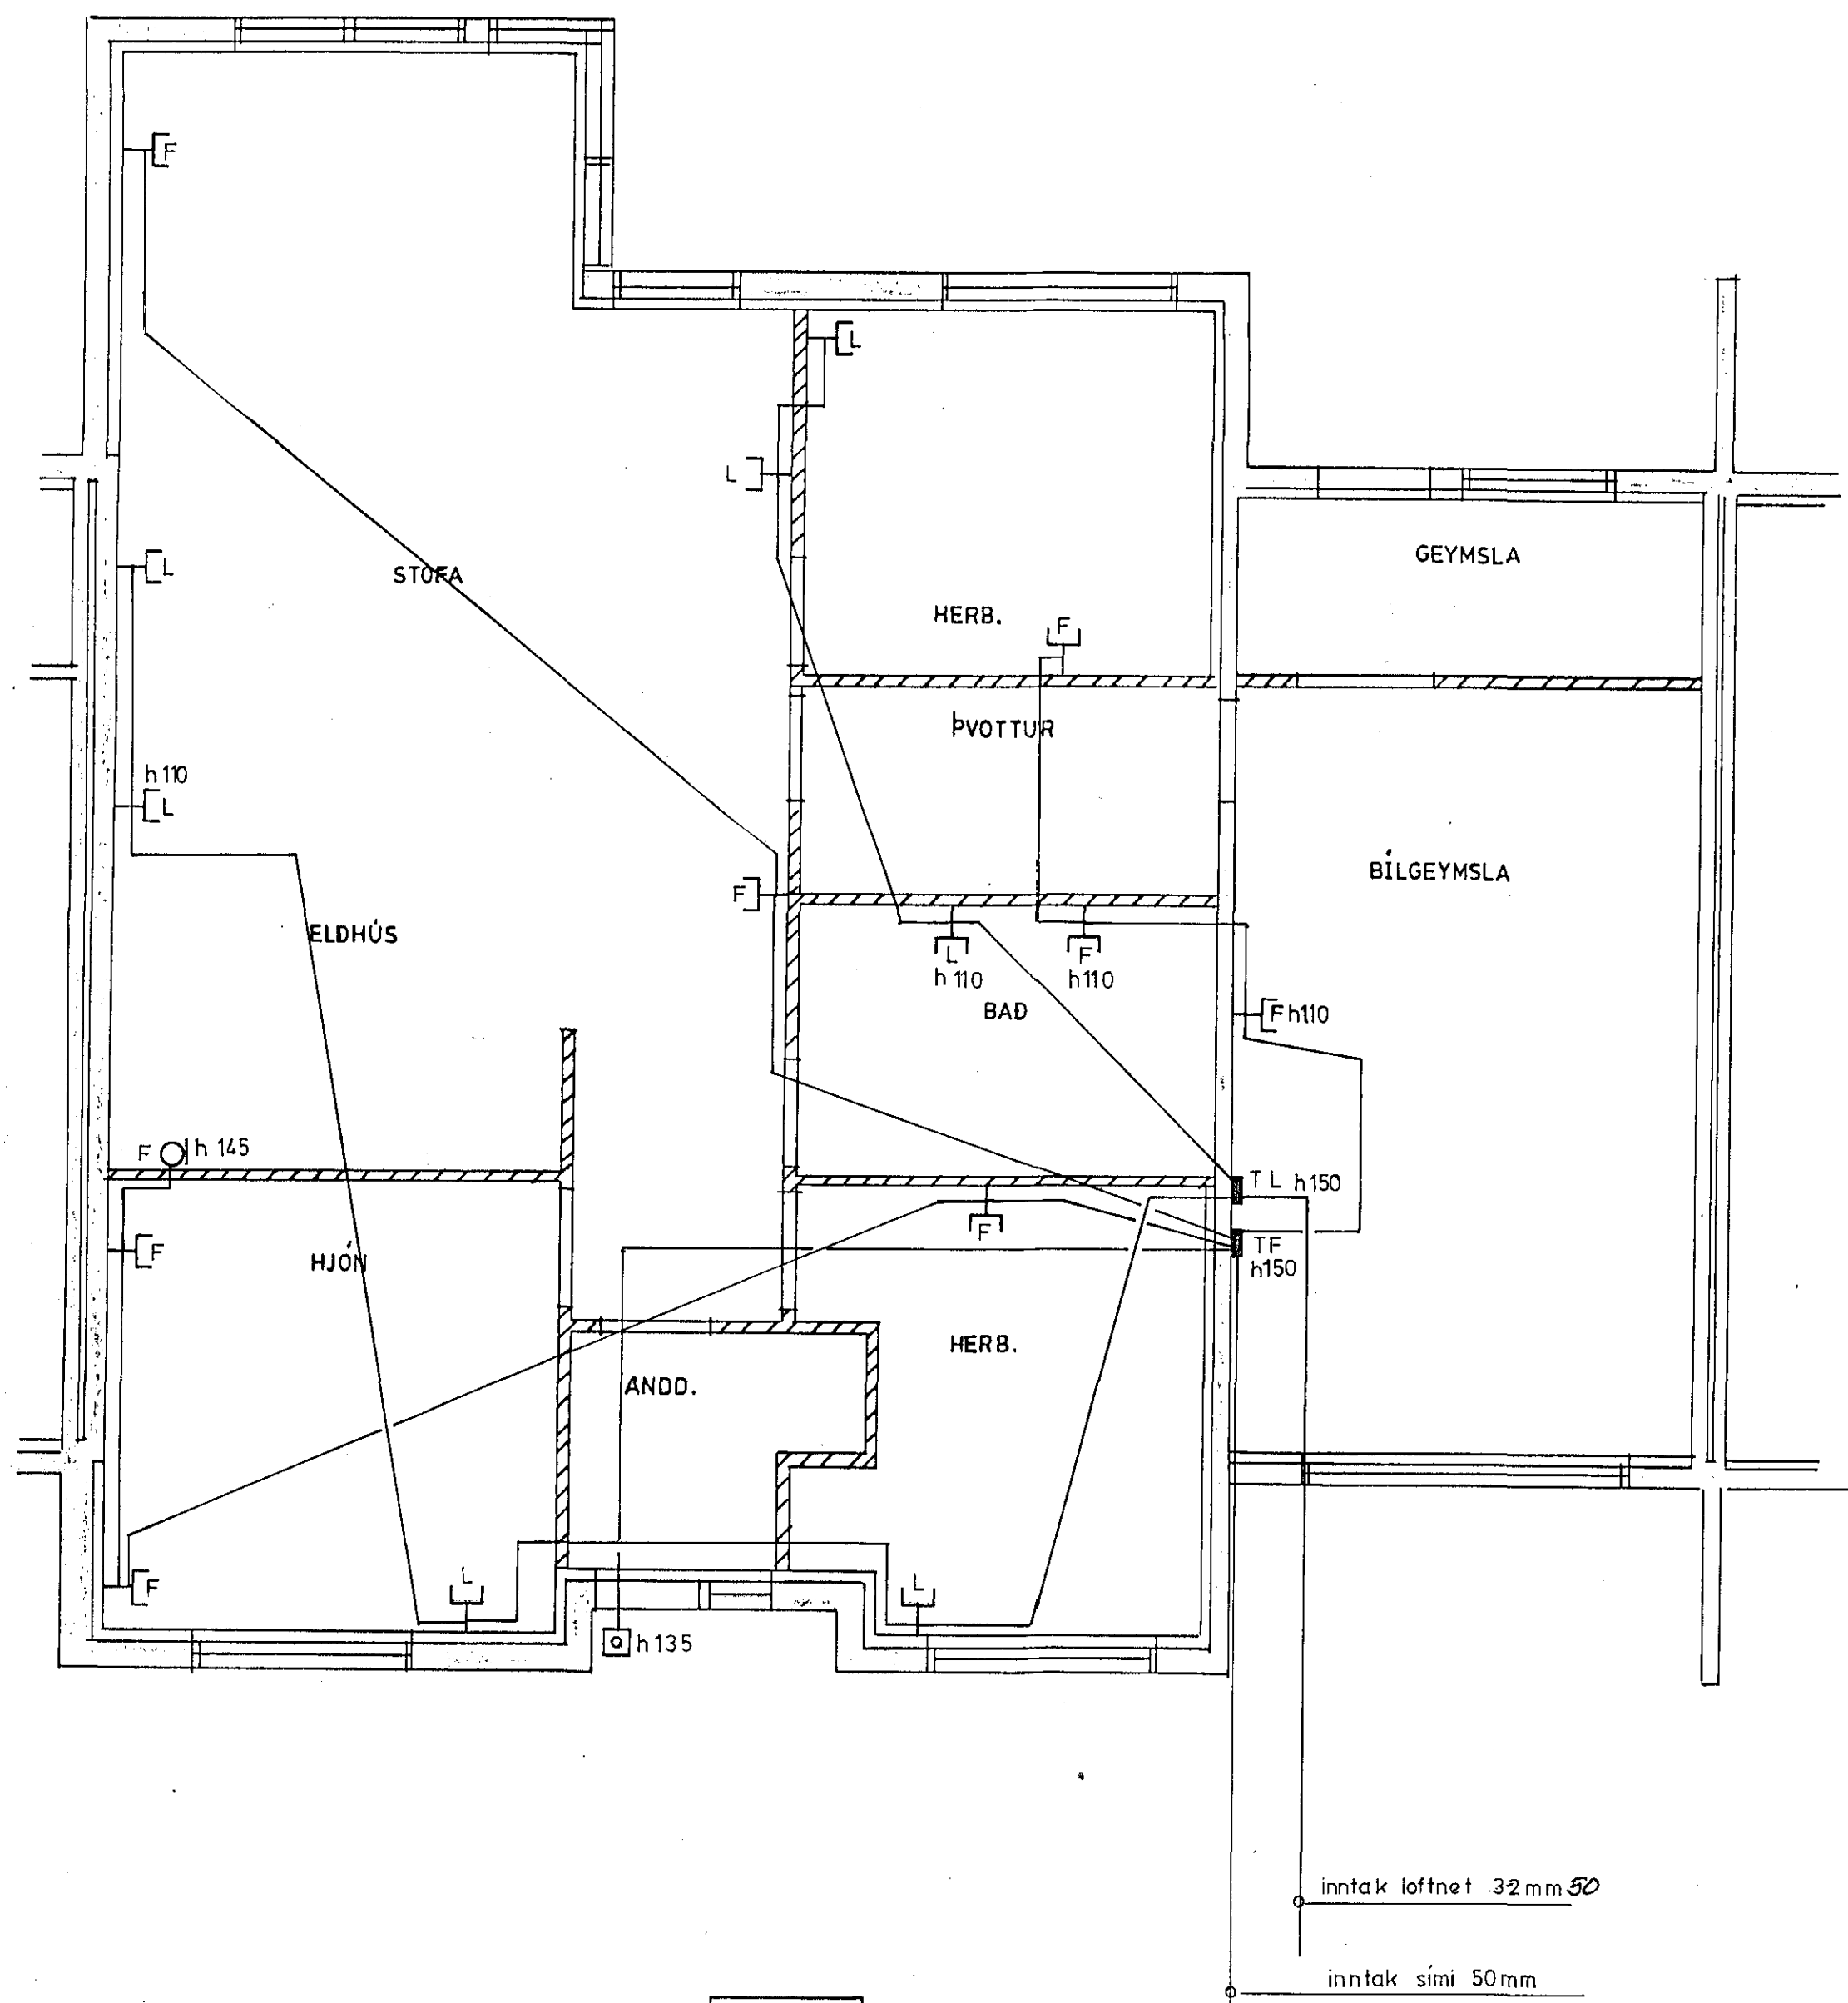 F
L
L
L
STOFA
GEYMSLA
HERB.
F
ÞVOTTUR
h 110
L
BÍLGEYMSLA
F
ELDHÚS
L
h 110
F
h110
BAÐ
F h110
F
h 145
TL h150
F
F
TF
h150
HJÓN
HERB.
ANDD.
F
L
L
h 135
inntak loftnet 32mm 50
inntak sími 50mm